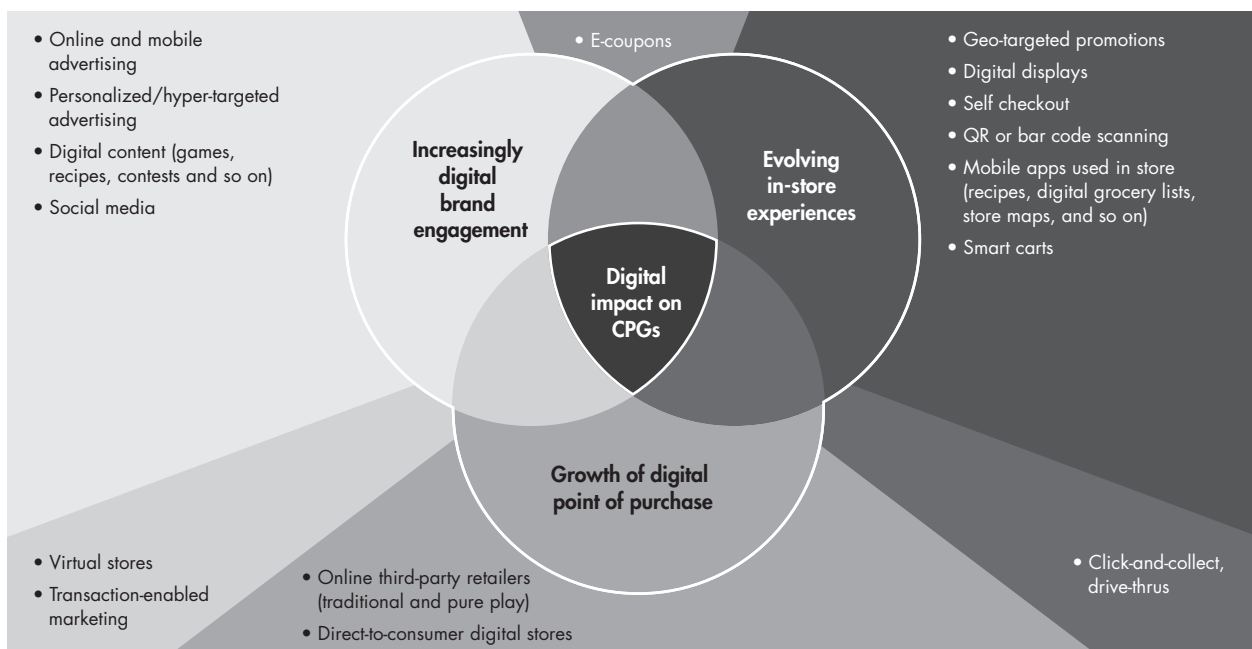 • Online and mobile
advertising
• Personalized/hyper-targeted
advertising
• Digital content (games,
recipes, contests and so on)
• Social media
• E-coupons
• Geo-targeted promotions
• Digital displays
• Self checkout
• QR or bar code scanning
• Mobile apps used in store
(recipes, digital grocery lists,
store maps, and so on)
• Smart carts
Increasingly
digital
brand
engagement
Evolving
in-store
experiences
Digital
impact on
CPGs
Growth of digital
point of purchase
• Virtual stores
• Transaction-enabled
marketing
• Online third-party retailers
(traditional and pure play)
• Direct-to-consumer digital stores
• Click-and-collect,
drive-thrus